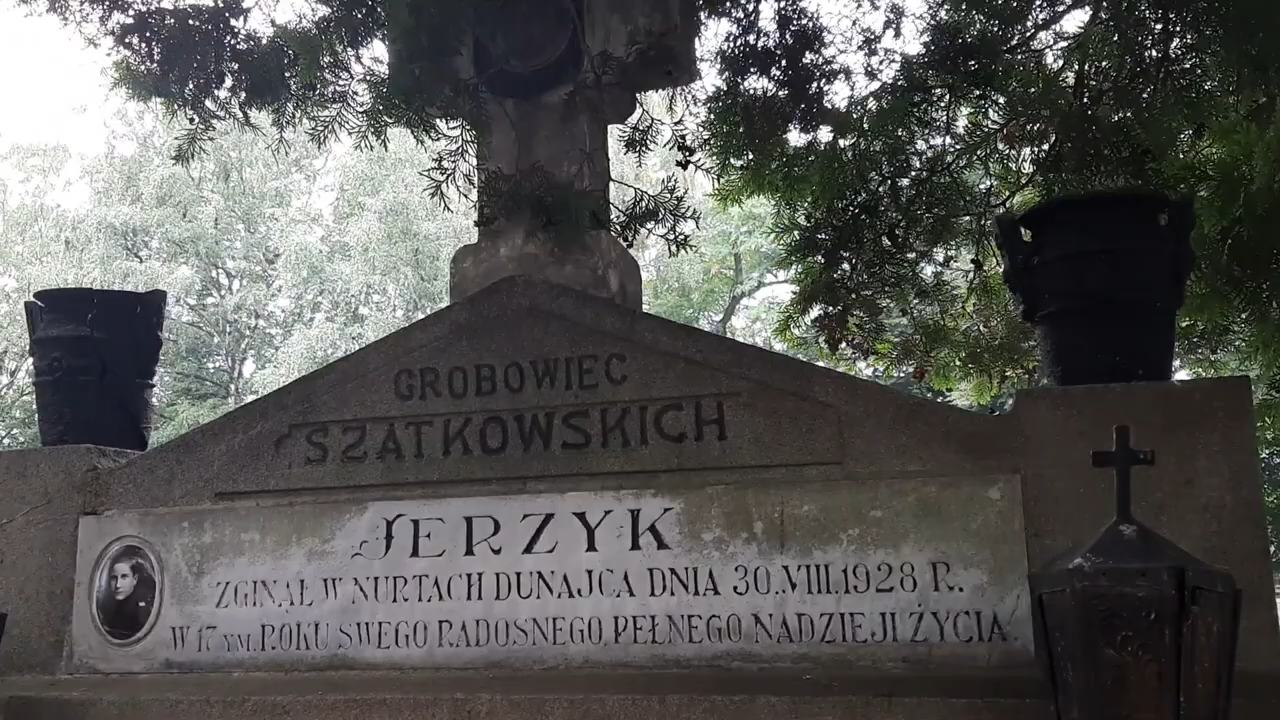 GROBOWIEC
SZATKOWSKICH
JERZYK
ZGINĄŁ W NURTACH DUNAJCA DNIA 30.VIII.1928 R.
W 17 YM. ROKU SWEGO RADOSNEGO, PEŁNEGO NADZIEJI ŻYCIA.